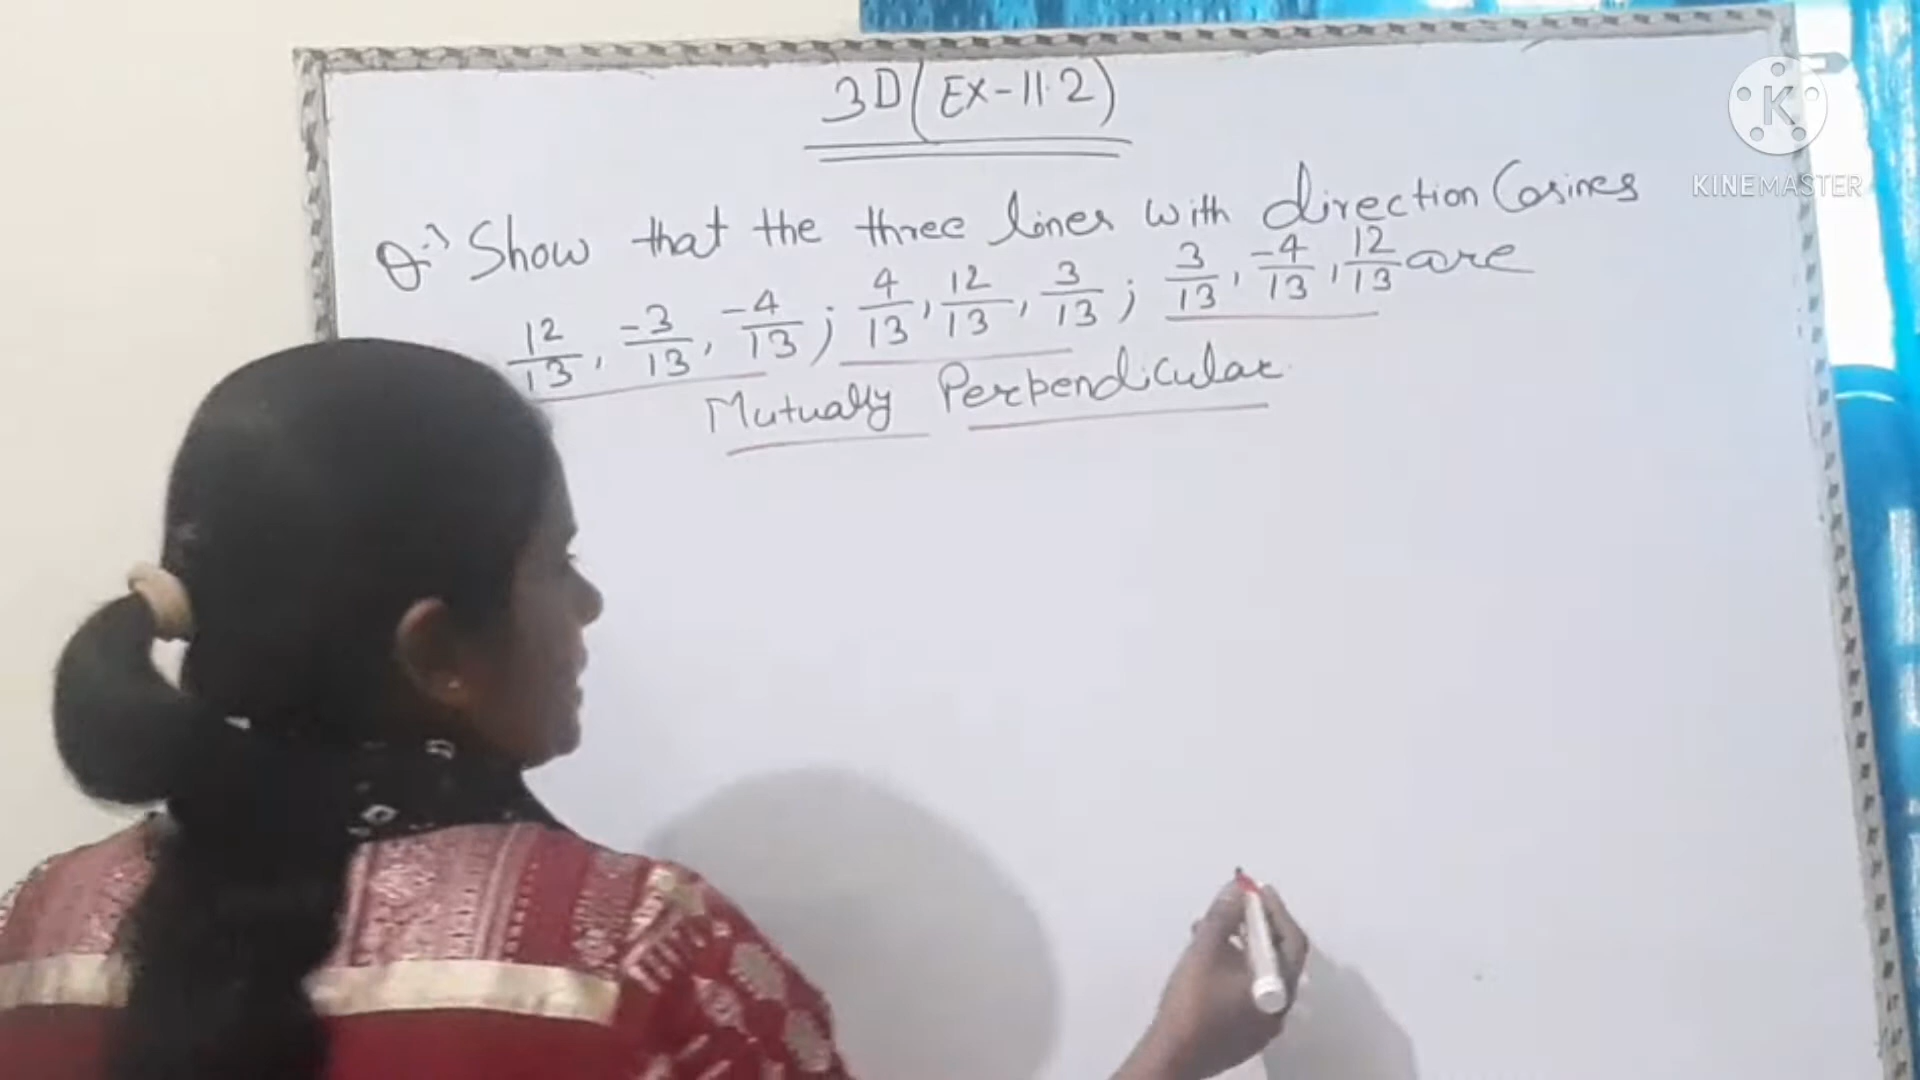 3D (Ex-11.2)
Q:-1 Show that the three lines with direction Cosines
12/13, -3/13, -4/13 ; 4/13, 12/13, 3/13 ; 3/13, -4/13, 12/13 are
Mutually Perpendicular.
K
KINEMASTER